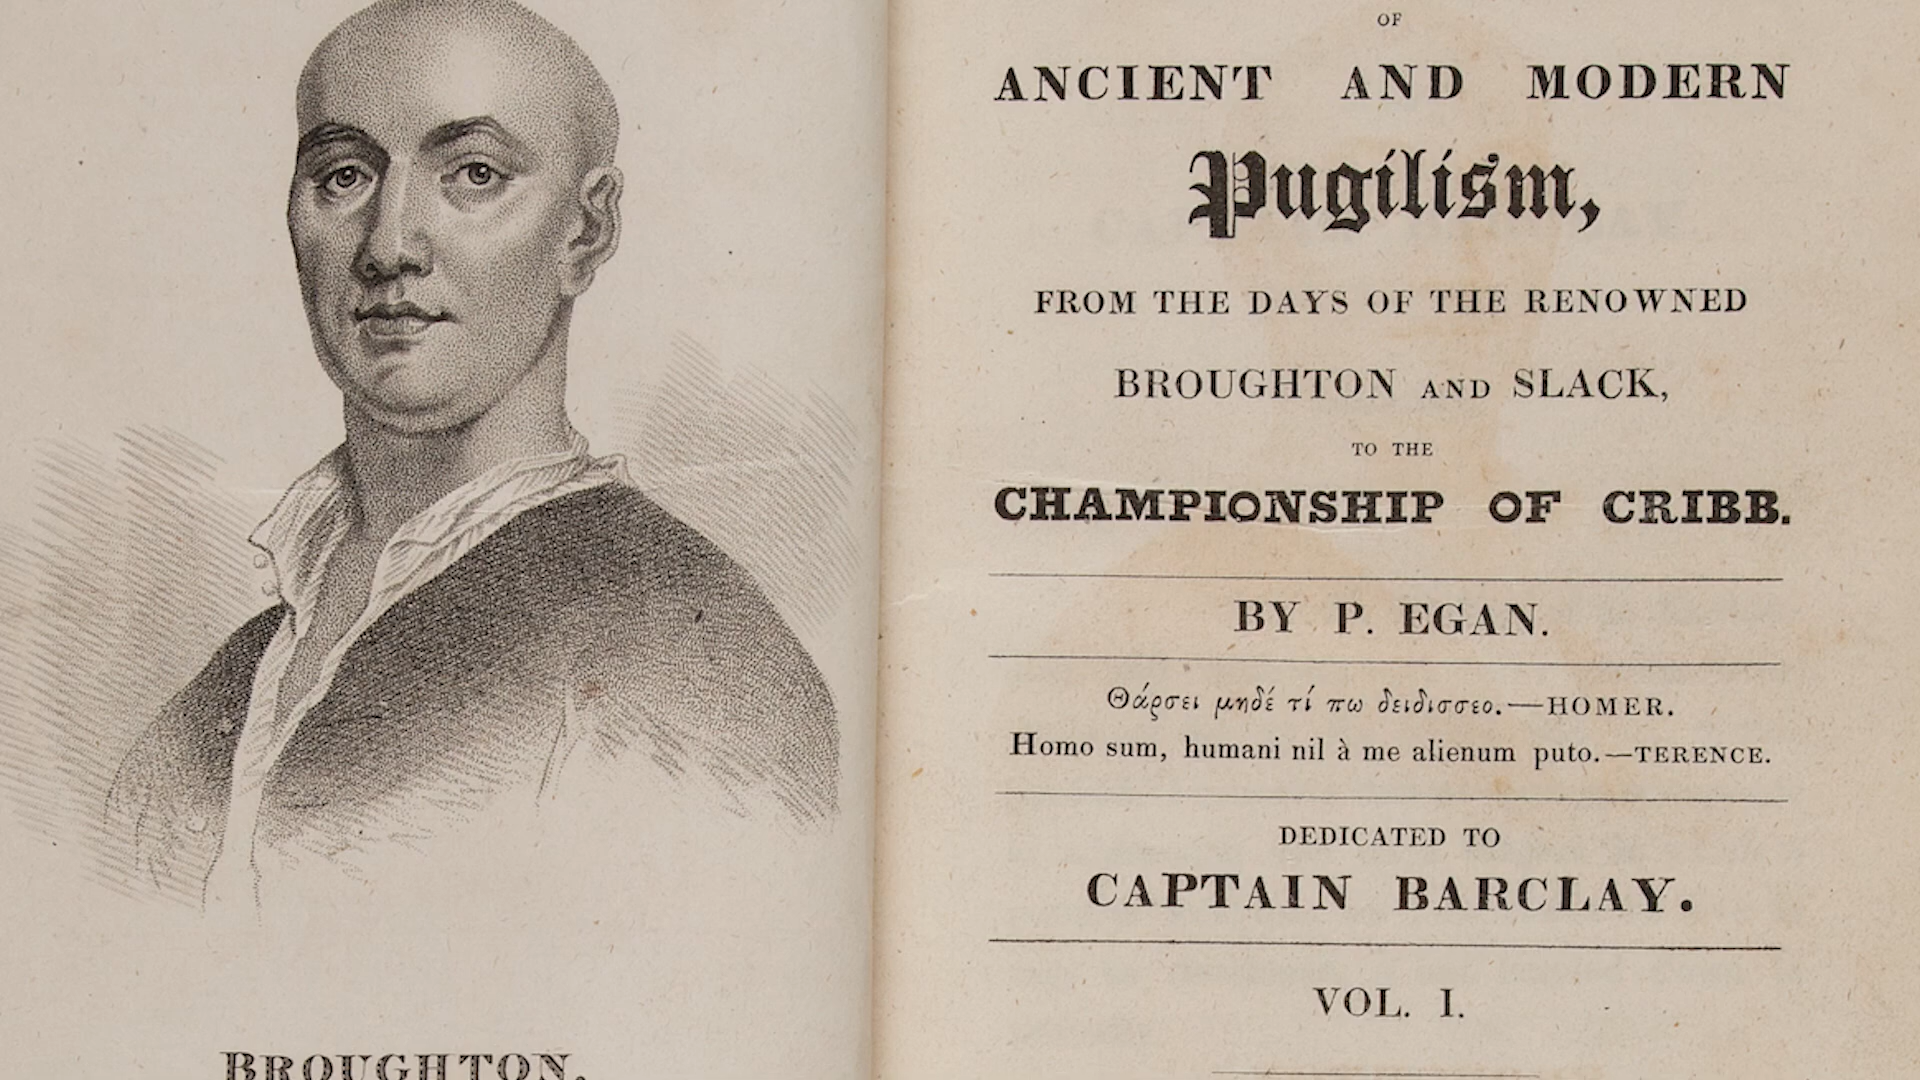 BROUGHTON.
OF
ANCIENT AND MODERN
Pugilism,
FROM THE DAYS OF THE RENOWNED
BROUGHTON AND SLACK,
TO THE
CHAMPIONSHIP OF CRIBB.
BY P. EGAN.
Θάρσει μηδέ τί πω δειδισσεο.—HOMER.
Homo sum, humani nil à me alienum puto.—TERENCE.
DEDICATED TO
CAPTAIN BARCLAY.
VOL. I.